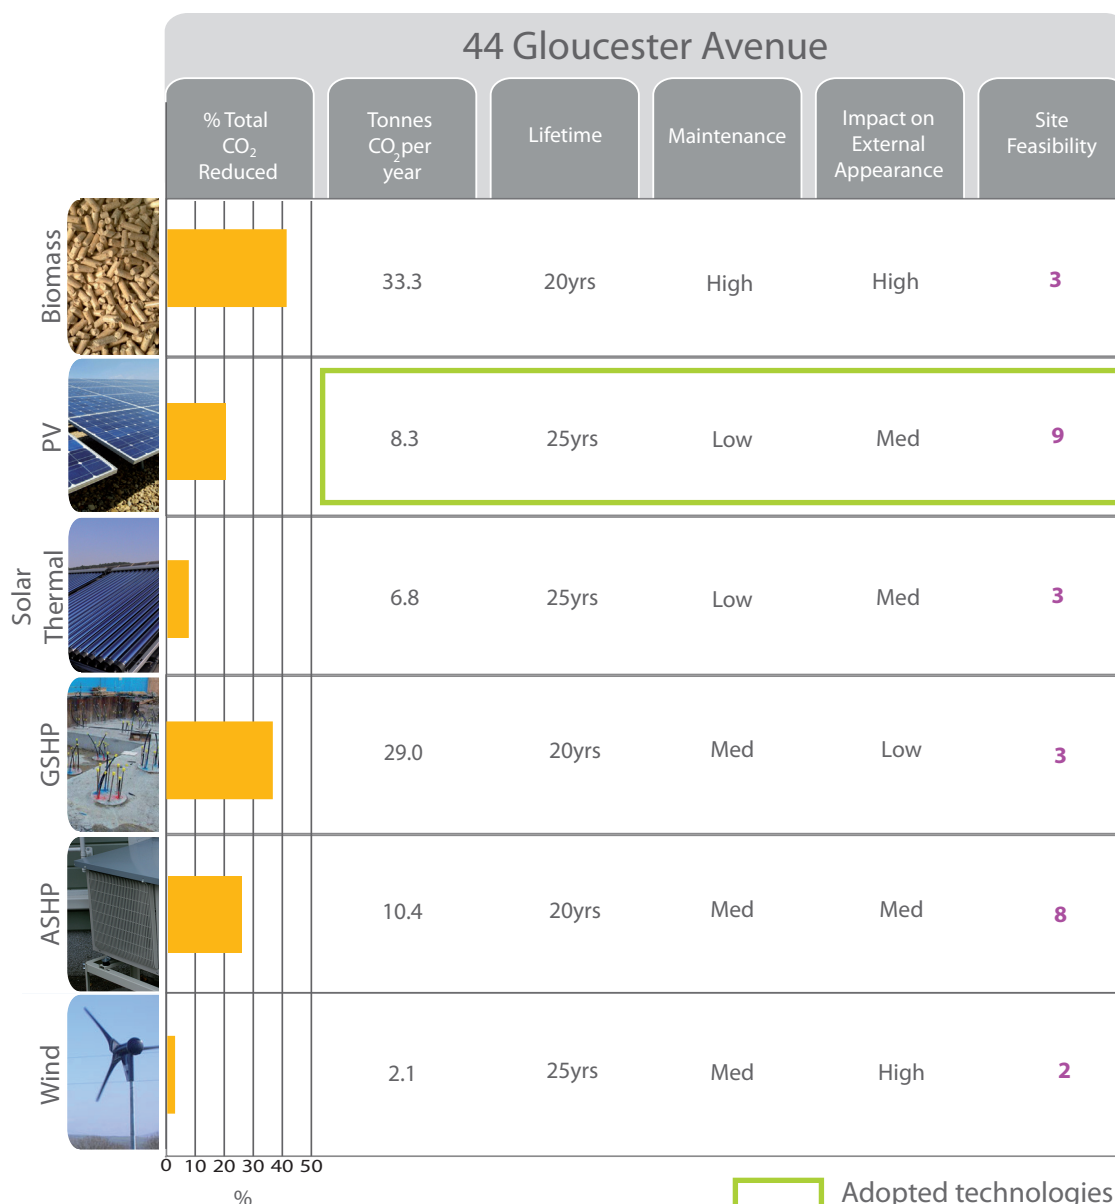 44 Gloucester Avenue
% Total
CO2
Reduced
Tonnes
CO2per
year
Lifetime
Maintenance
Impact on
External
Appearance
Site
Feasibility
Biomass
33.3
20yrs
High
High
3
PV
8.3
25yrs
Low
Med
9
Solar
Thermal
6.8
25yrs
Low
Med
3
GSHP
29.0
20yrs
Med
Low
3
ASHP
10.4
20yrs
Med
Med
8
Wind
2.1
25yrs
Med
High
2
0 10 20 30 40 50
%
Adopted technologies